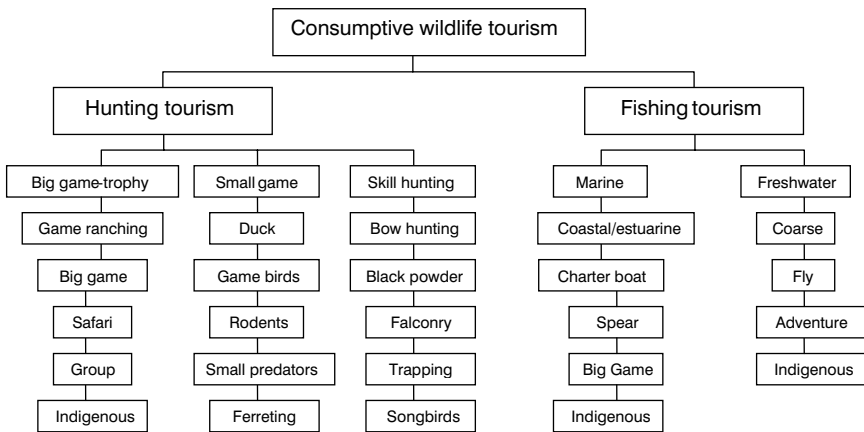 Consumptive wildlife tourism
Hunting tourism
Fishing tourism
Big game-trophy
Small game
Skill hunting
Marine
Freshwater
Game ranching
Duck
Bow hunting
Coastal/estuarine
Coarse
Big game
Game birds
Black powder
Charter boat
Fly
Safari
Rodents
Falconry
Spear
Adventure
Group
Small predators
Trapping
Big Game
Indigenous
Indigenous
Ferreting
Songbirds
Indigenous